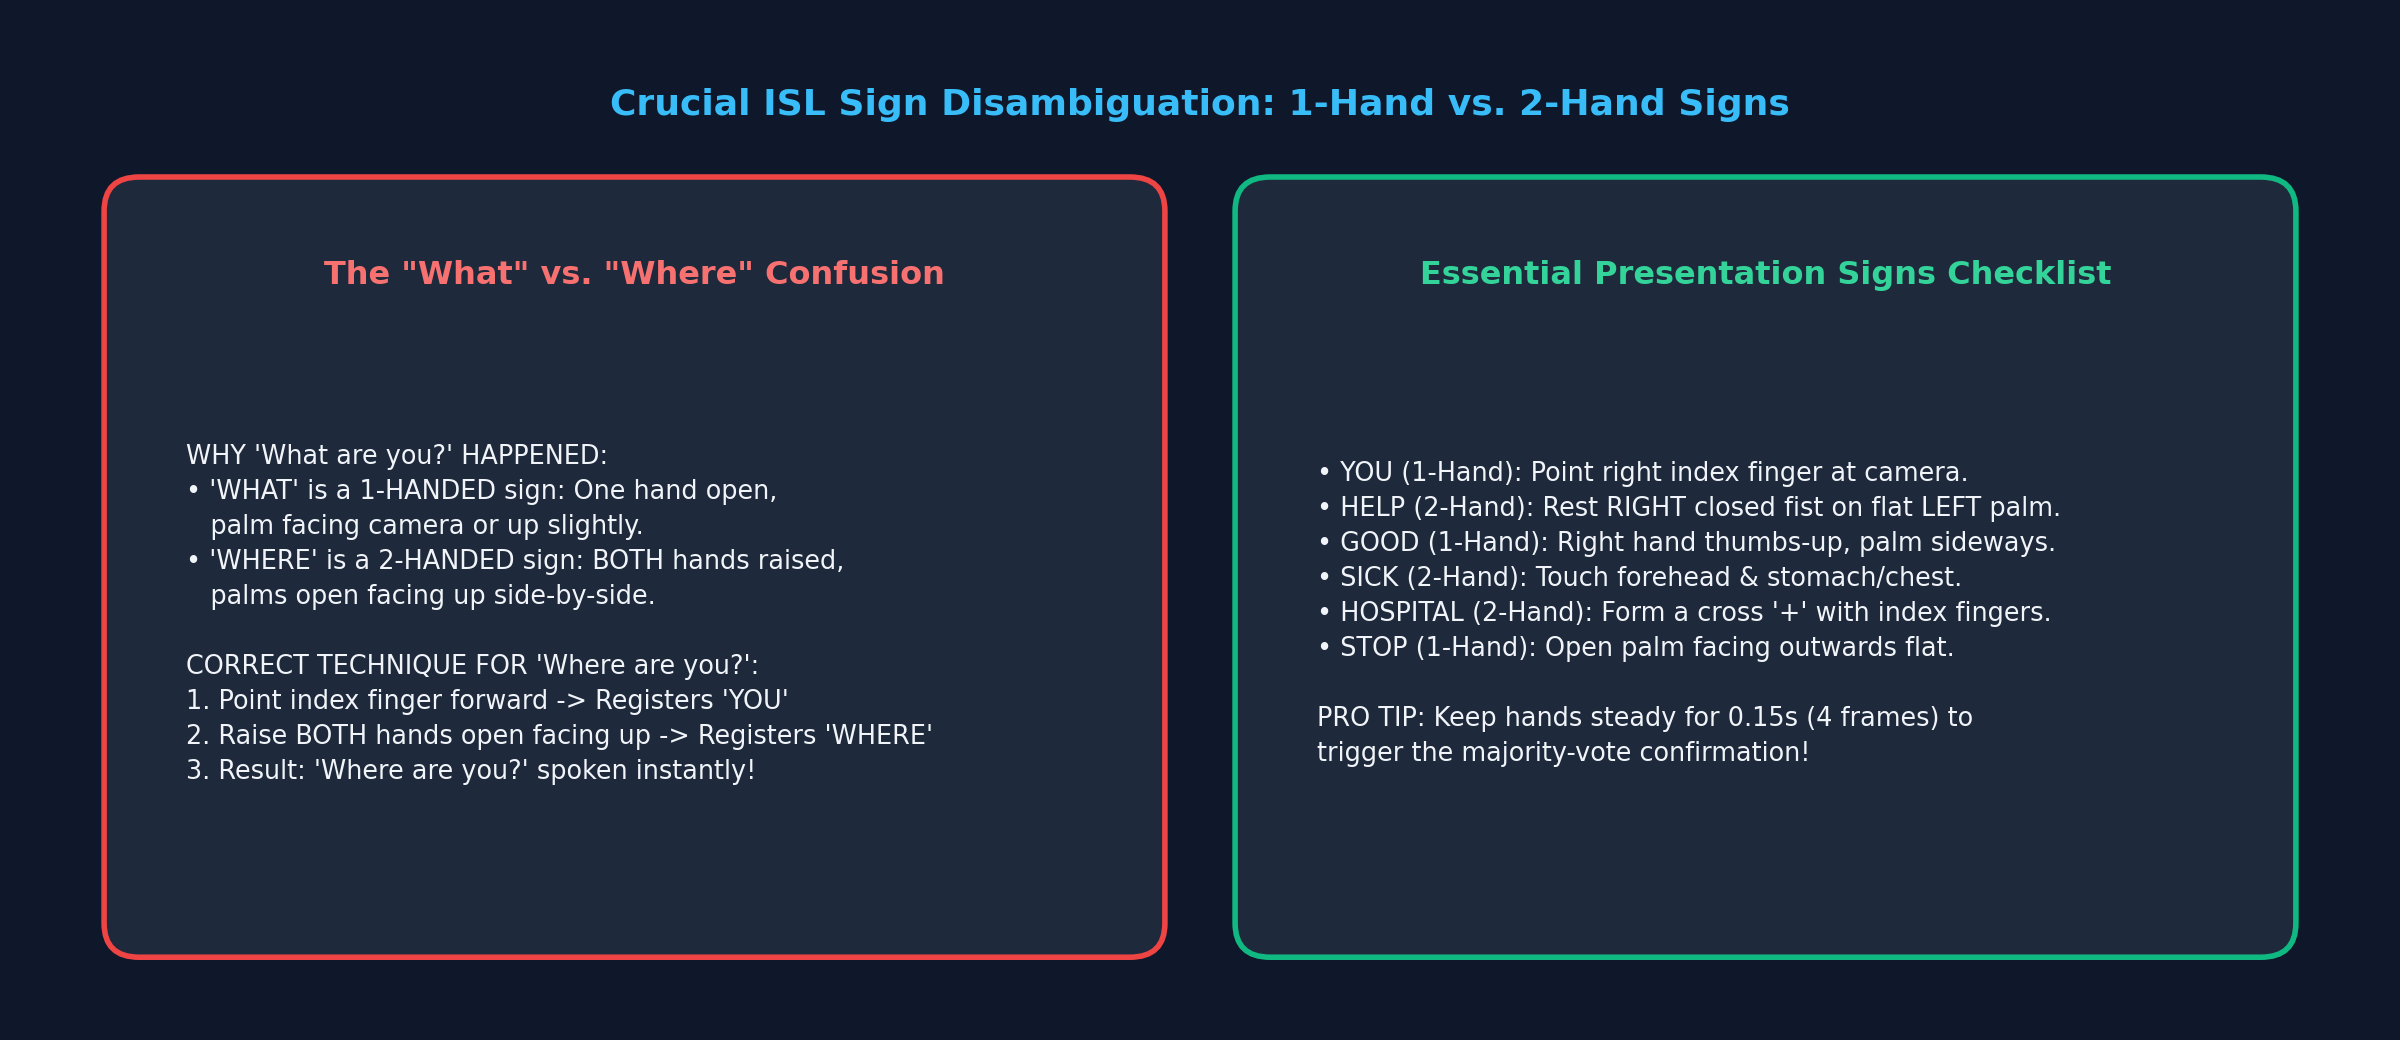 Crucial ISL Sign Disambiguation: 1-Hand vs. 2-Hand Signs
The "What" vs. "Where" Confusion
WHY 'What are you?' HAPPENED:
• 'WHAT' is a 1-HANDED sign: One hand open,
palm facing camera or up slightly.
• 'WHERE' is a 2-HANDED sign: BOTH hands raised,
palms open facing up side-by-side.
CORRECT TECHNIQUE FOR 'Where are you?':
1. Point index finger forward -> Registers 'YOU'
2. Raise BOTH hands open facing up -> Registers 'WHERE'
3. Result: 'Where are you?' spoken instantly!
Essential Presentation Signs Checklist
• YOU (1-Hand): Point right index finger at camera.
• HELP (2-Hand): Rest RIGHT closed fist on flat LEFT palm.
• GOOD (1-Hand): Right hand thumbs-up, palm sideways.
• SICK (2-Hand): Touch forehead & stomach/chest.
• HOSPITAL (2-Hand): Form a cross '+' with index fingers.
• STOP (1-Hand): Open palm facing outwards flat.
PRO TIP: Keep hands steady for 0.15s (4 frames) to
trigger the majority-vote confirmation!